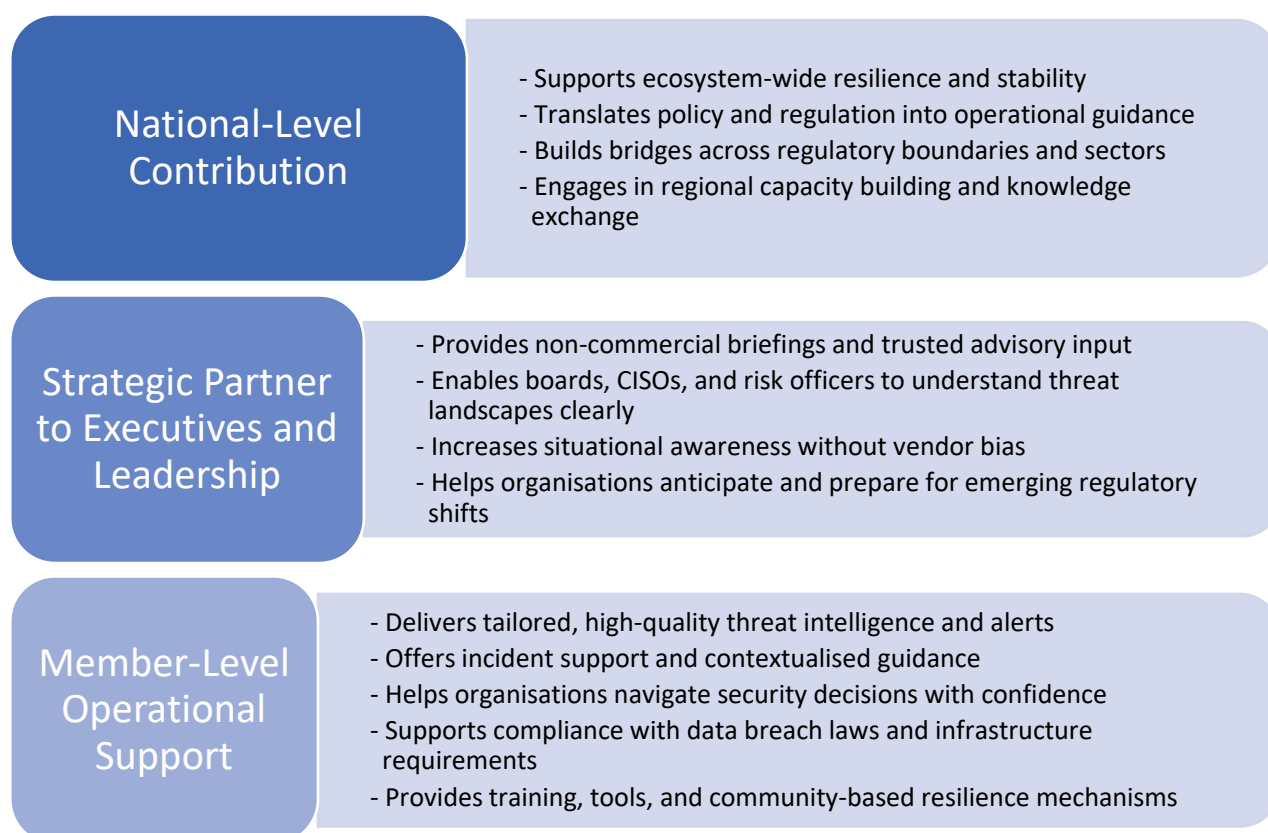 National-Level
Contribution
- Supports ecosystem-wide resilience and stability
- Translates policy and regulation into operational guidance
- Builds bridges across regulatory boundaries and sectors
- Engages in regional capacity building and knowledge
exchange
Strategic Partner
to Executives and
Leadership
- Provides non-commercial briefings and trusted advisory input
- Enables boards, CISOs, and risk officers to understand threat
landscapes clearly
- Increases situational awareness without vendor bias
- Helps organisations anticipate and prepare for emerging regulatory
shifts
Member-Level
Operational
Support
- Delivers tailored, high-quality threat intelligence and alerts
- Offers incident support and contextualised guidance
- Helps organisations navigate security decisions with confidence
- Supports compliance with data breach laws and infrastructure
requirements
- Provides training, tools, and community-based resilience mechanisms